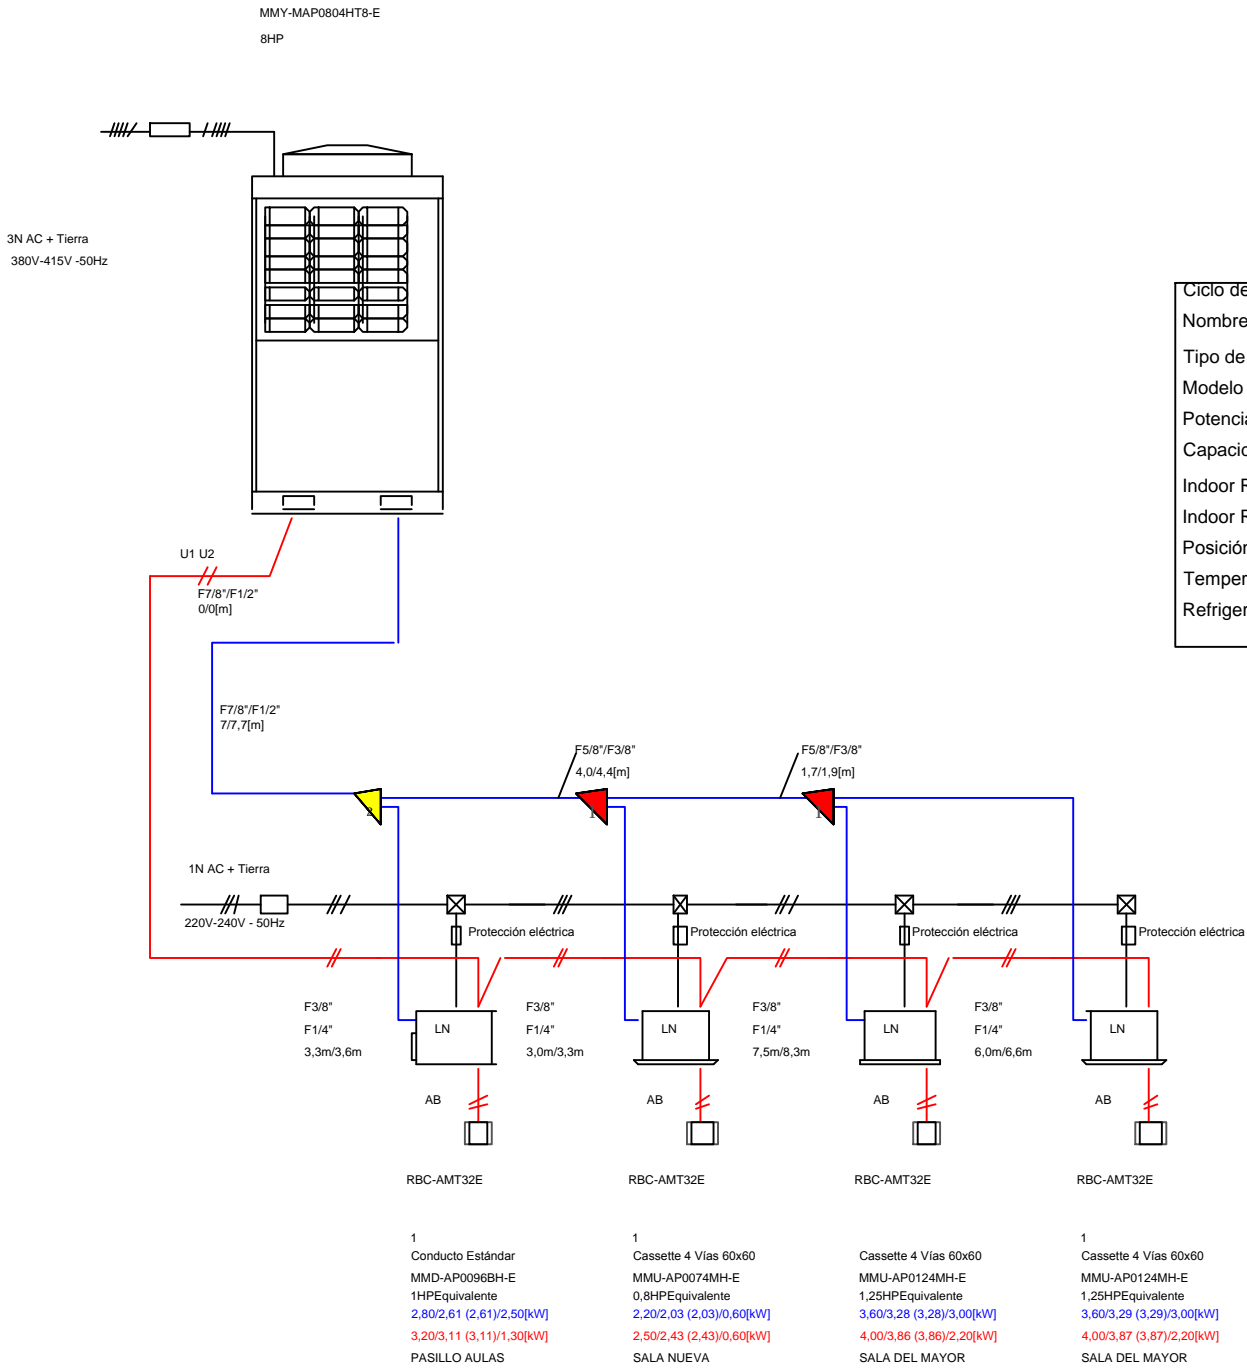 MMY-MAP0804HT8-E
8HP
3N AC + Tierra
380V-415V -50Hz
Nombre
Tipo de
Modelo
Indoor
Indoor
U1 U2
F7/8"/F1/2"
0/0[m]
F7/8"/F1/2"
7/7,7[m]
F5/8"/F3/8"
4,0/4,4[m]
F5/8"/F3/8"
1,7/1,9[m]
2
1
1
1N AC + Tierra
220V-240V - 50Hz
Protección eléctrica
Protección eléctrica
Protección eléctrica
Protección eléctrica
F3/8"
F1/4"
3,3m/3,6m
F3/8"
F1/4"
3,0m/3,3m
F3/8"
F1/4"
7,5m/8,3m
F3/8"
F1/4"
6,0m/6,6m
LN
LN
LN
LN
AB
AB
AB
AB
RBC-AMT32E
RBC-AMT32E
RBC-AMT32E
RBC-AMT32E
1
Conducto Estándar
MMD-AP0096BH-E
1HPEquivalente
2,80/2,61 (2,61)/2,50[kW]
3,20/3,11 (3,11)/1,30[kW]
PASILLO AULAS
1
Cassette 4 Vías 60x60
MMU-AP0074MH-E
0,8HPEquivalente
2,20/2,03 (2,03)/0,60[kW]
2,50/2,43 (2,43)/0,60[kW]
SALA NUEVA
Cassette 4 Vías 60x60
MMU-AP0124MH-E
1,25HPEquivalente
3,60/3,28 (3,28)/3,00[kW]
4,00/3,86 (3,86)/2,20[kW]
SALA DEL MAYOR
1
Cassette 4 Vías 60x60
MMU-AP0124MH-E
1,25HPEquivalente
3,60/3,29 (3,29)/3,00[kW]
4,00/3,87 (3,87)/2,20[kW]
SALA DEL MAYOR